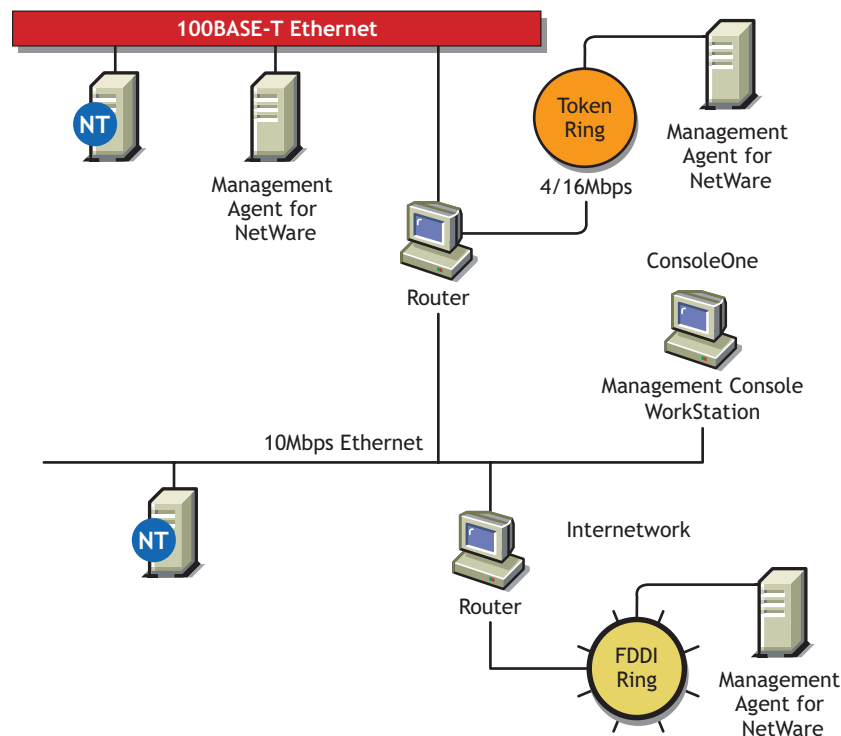 100BASE-T Ethernet
NT
Management
Agent for
NetWare
Token
Ring
4/16Mbps
Management
Agent for
NetWare
Router
ConsoleOne
Management Console
WorkStation
10Mbps Ethernet
NT
Router
Internetwork
FDDI
Ring
Management
Agent for
NetWare